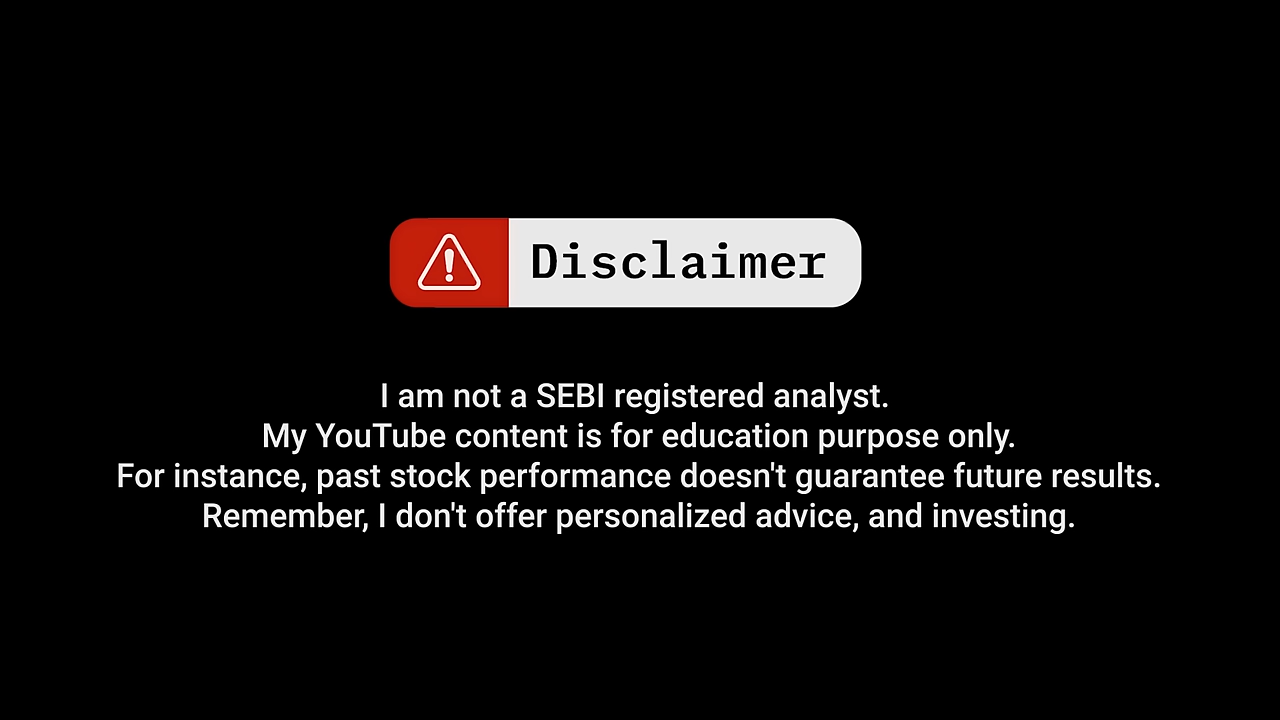 Disclaimer
I am not a SEBI registered analyst.
My YouTube content is for education purpose only.
For instance, past stock performance doesn't guarantee future results.
Remember, I don't offer personalized advice, and investing.